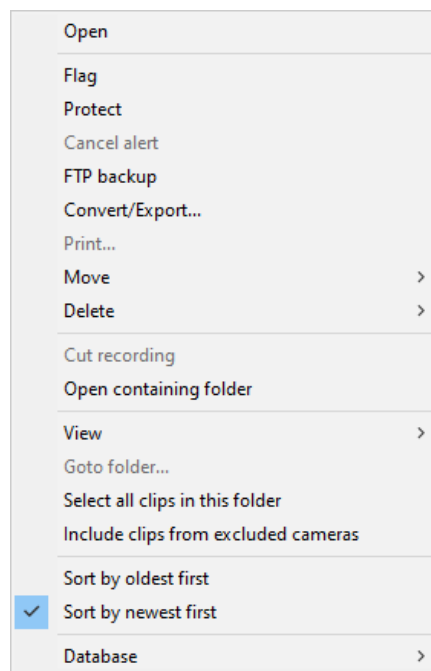 Open
Flag
Protect
Cancel alert
FTP backup
Convert/Export...
Print...
Move
Delete
Cut recording
Open containing folder
View
Goto folder...
Select all clips in this folder
Include clips from excluded cameras
Sort by oldest first
Sort by newest first
Database